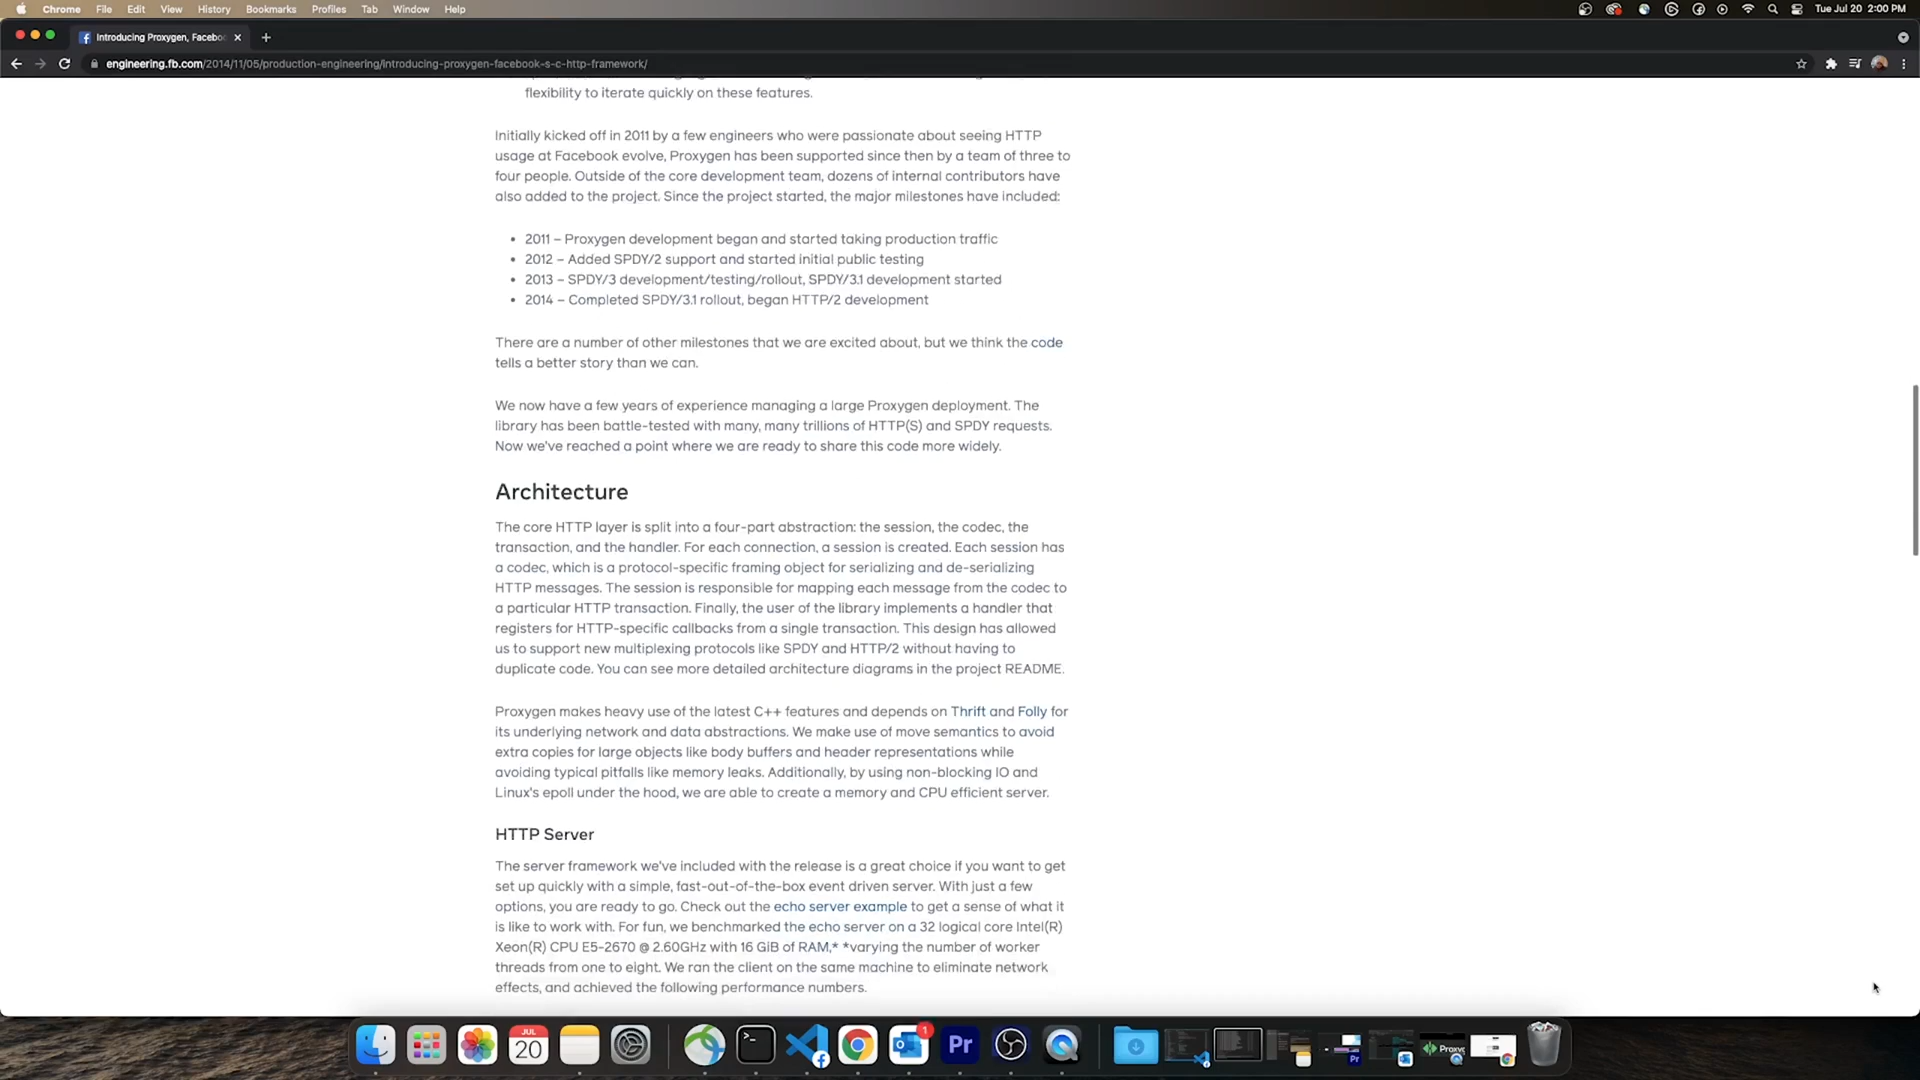 Chrome File Edit View History Bookmarks Profiles Tab Window Help
Tue Jul 20 2:00 PM
Introducing Proxygen, Facebo
engineering.fb.com/2014/11/05/production-engineering/introducing-proxygen-facebook-s-c-http-framework/
flexibility to iterate quickly on these features.
Initially kicked off in 2011 by a few engineers who were passionate about seeing HTTP
usage at Facebook evolve, Proxygen has been supported since then by a team of three to
four people. Outside of the core development team, dozens of internal contributors have
also added to the project. Since the project started, the major milestones have included:
• 2011 – Proxygen development began and started taking production traffic
• 2012 – Added SPDY/2 support and started initial public testing
• 2013 – SPDY/3 development/testing/rollout, SPDY/3.1 development started
• 2014 – Completed SPDY/3.1 rollout, began HTTP/2 development
There are a number of other milestones that we are excited about, but we think the code
tells a better story than we can.
We now have a few years of experience managing a large Proxygen deployment. The
library has been battle-tested with many, many trillions of HTTP(S) and SPDY requests.
Now we've reached a point where we are ready to share this code more widely.
Architecture
The core HTTP layer is split into a four-part abstraction: the session, the codec, the
transaction, and the handler. For each connection, a session is created. Each session has
a codec, which is a protocol-specific framing object for serializing and de-serializing
HTTP messages. The session is responsible for mapping each message from the codec to
a particular HTTP transaction. Finally, the user of the library implements a handler that
registers for HTTP-specific callbacks from a single transaction. This design has allowed
us to support new multiplexing protocols like SPDY and HTTP/2 without having to
duplicate code. You can see more detailed architecture diagrams in the project README.
Proxygen makes heavy use of the latest C++ features and depends on Thrift and Folly for
its underlying network and data abstractions. We make use of move semantics to avoid
extra copies for large objects like body buffers and header representations while
avoiding typical pitfalls like memory leaks. Additionally, by using non-blocking IO and
Linux's epoll under the hood, we are able to create a memory and CPU efficient server.
HTTP Server
The server framework we've included with the release is a great choice if you want to get
set up quickly with a simple, fast-out-of-the-box event driven server. With just a few
options, you are ready to go. Check out the echo server example to get a sense of what it
is like to work with. For fun, we benchmarked the echo server on a 32 logical core Intel(R)
Xeon(R) CPU E5-2670 @ 2.60GHz with 16 GiB of RAM,* *varying the number of worker
threads from one to eight. We ran the client on the same machine to eliminate network
effects, and achieved the following performance numbers.
JUL
20
1
Pr